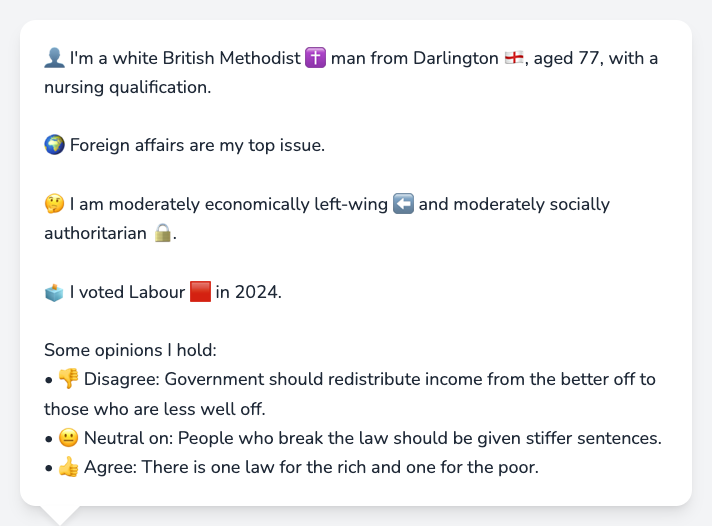 👤 I'm a white British Methodist ✝️ man from Darlington 🏴󠁧󠁢󠁥󠁮󠁧󠁿, aged 77, with a
nursing qualification.
🌍 Foreign affairs are my top issue.
🤔 I am moderately economically left-wing ⬅️ and moderately socially
authoritarian 🔒.
🗳️ I voted Labour 🟥 in 2024.
Some opinions I hold:
• 👎 Disagree: Government should redistribute income from the better off to
those who are less well off.
• 😐 Neutral on: People who break the law should be given stiffer sentences.
• 👍 Agree: There is one law for the rich and one for the poor.